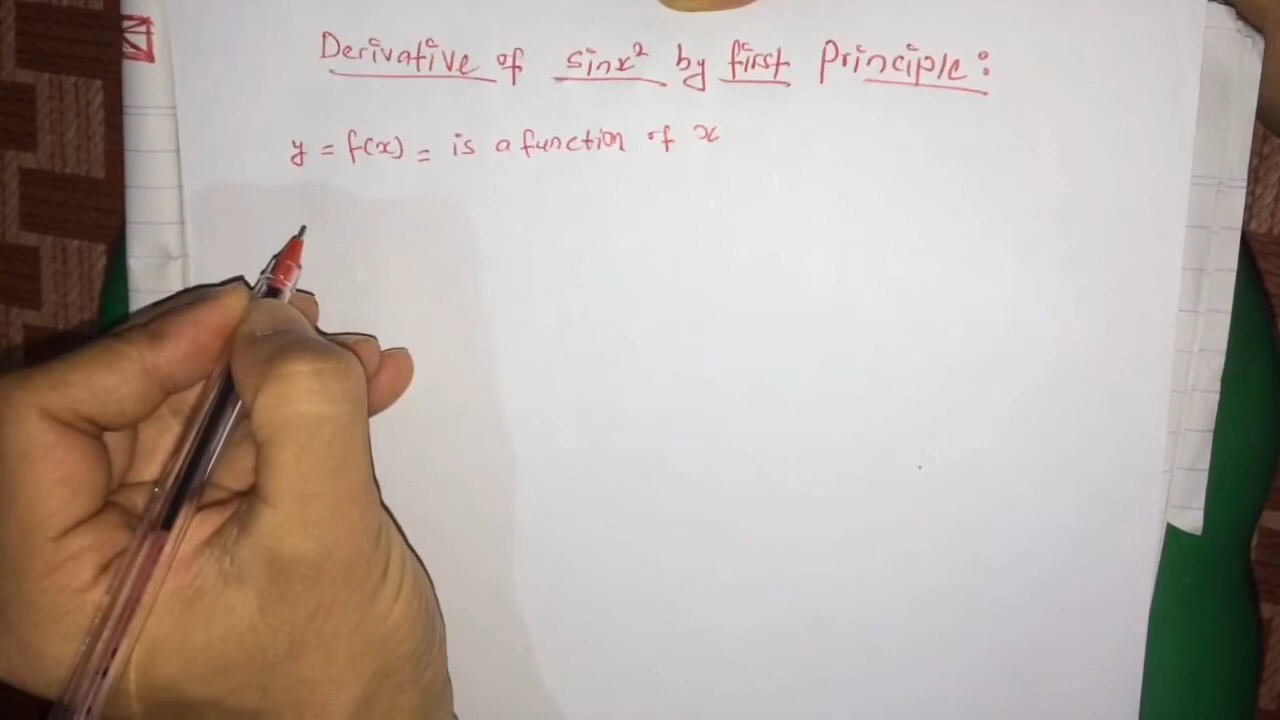 Derivative of sinx² by first Principle:
y = f(x) = is a function of x